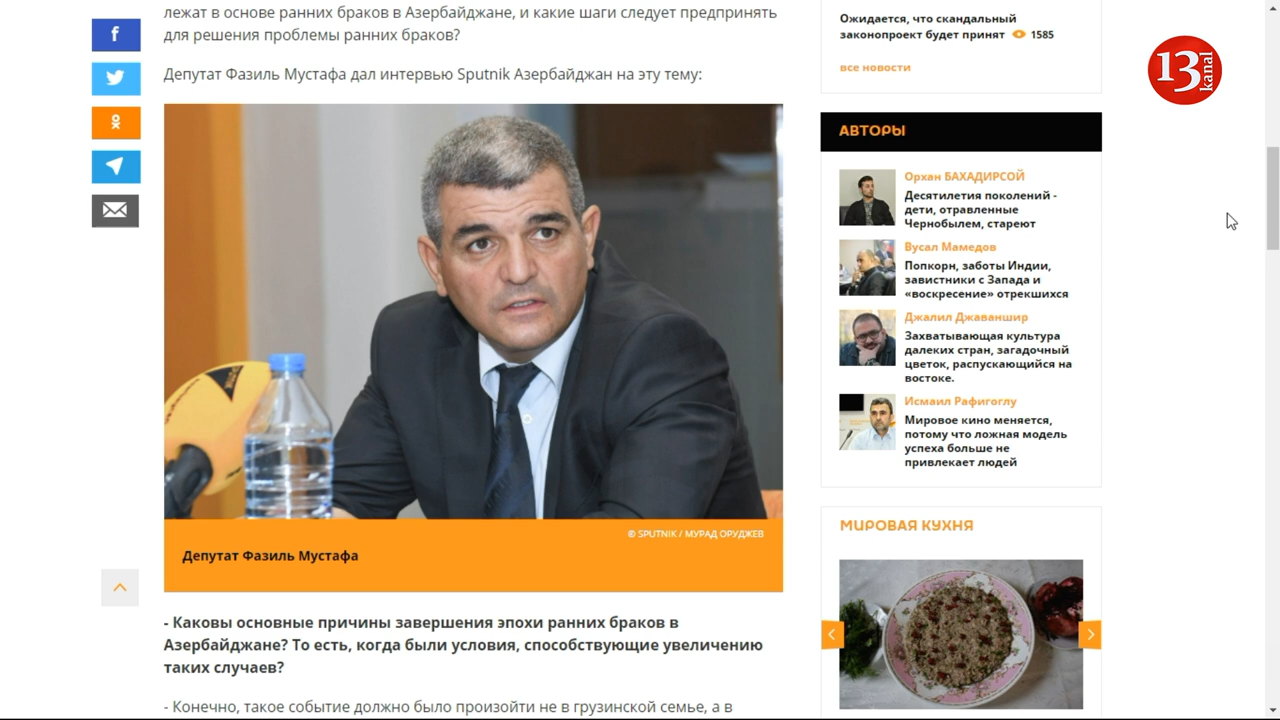 лежат в основе ранних браков в Азербайджане, и какие шаги следует предпринять
для решения проблемы ранних браков?
Депутат Фазиль Мустафа дал интервью Sputnik Азербайджан на эту тему:
© SPUTNIK / МУРАД ОРУДЖЕВ
Депутат Фазиль Мустафа
- Каковы основные причины завершения эпохи ранних браков в
Азербайджане? То есть, когда были условия, способствующие увеличению
таких случаев?
- Конечно, такое событие должно было произойти не в грузинской семье, а в
Ожидается, что скандальный
законопроект будет принят 1585
все новости
13
kanal
АВТОРЫ
Орхан БАХАДИРСОЙ
Десятилетия поколений -
дети, отравленные
Чернобылем, стареют
Вусал Мамедов
Попкорн, заботы Индии,
завистники с Запада и
«воскресение» отрекшихся
Джалил Джаваншир
Захватывающая культура
далеких стран, загадочный
цветок, распускающийся на
востоке.
Исмаил Рафигоглу
Мировое кино меняется,
потому что ложная модель
успеха больше не
привлекает людей
МИРОВАЯ КУХНЯ